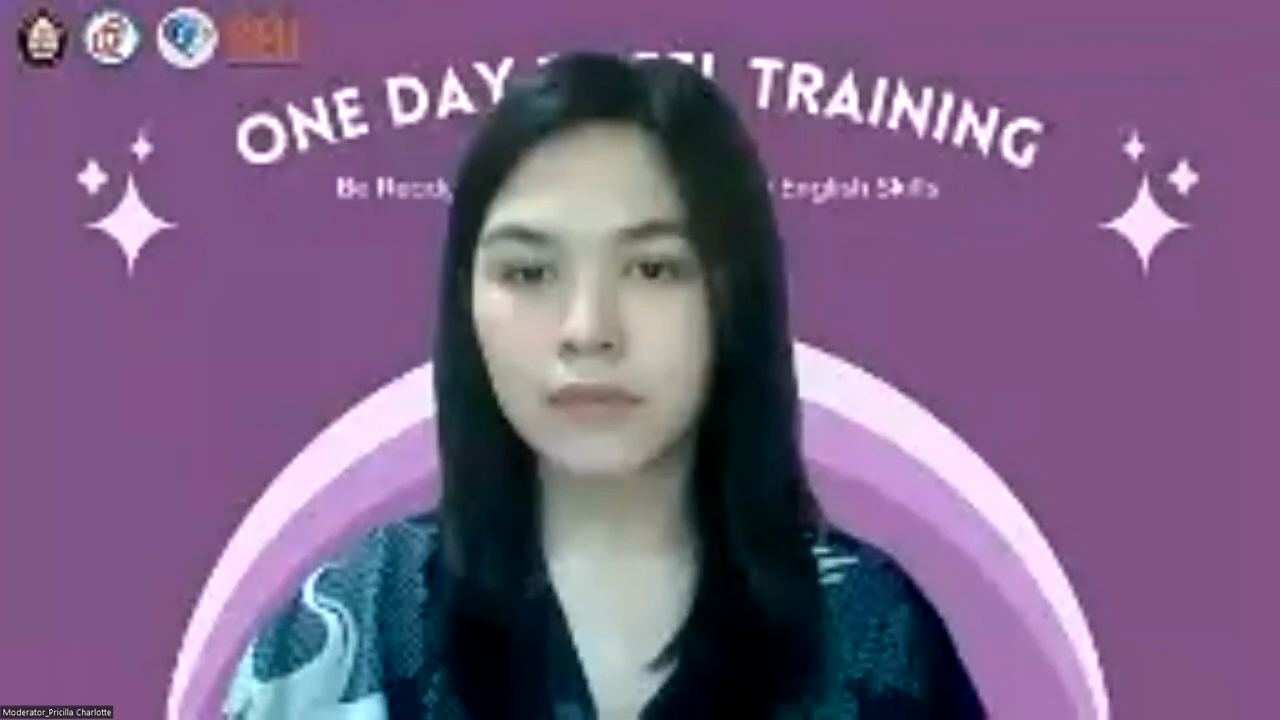 ONE DAY TRAINING
Be Ready English Skills
Moderator_Pricilla Charlotte